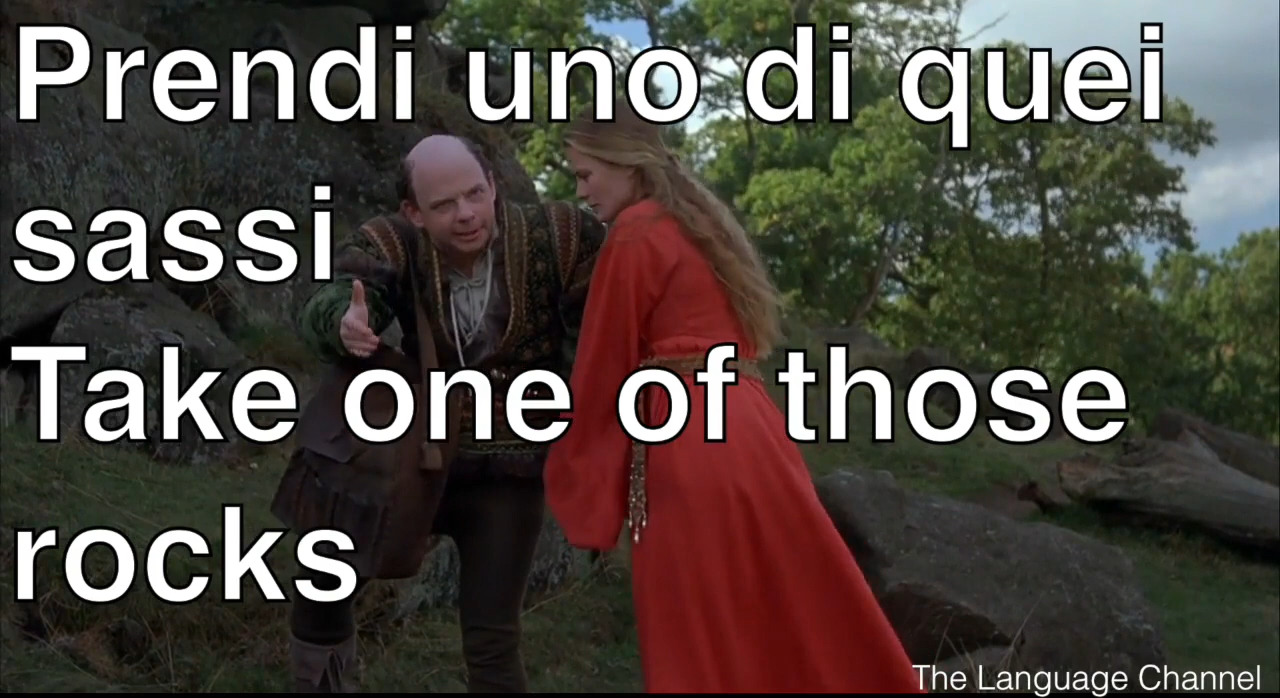 Prendi uno di quei
sassi
Take one of those
rocks
The Language Channel